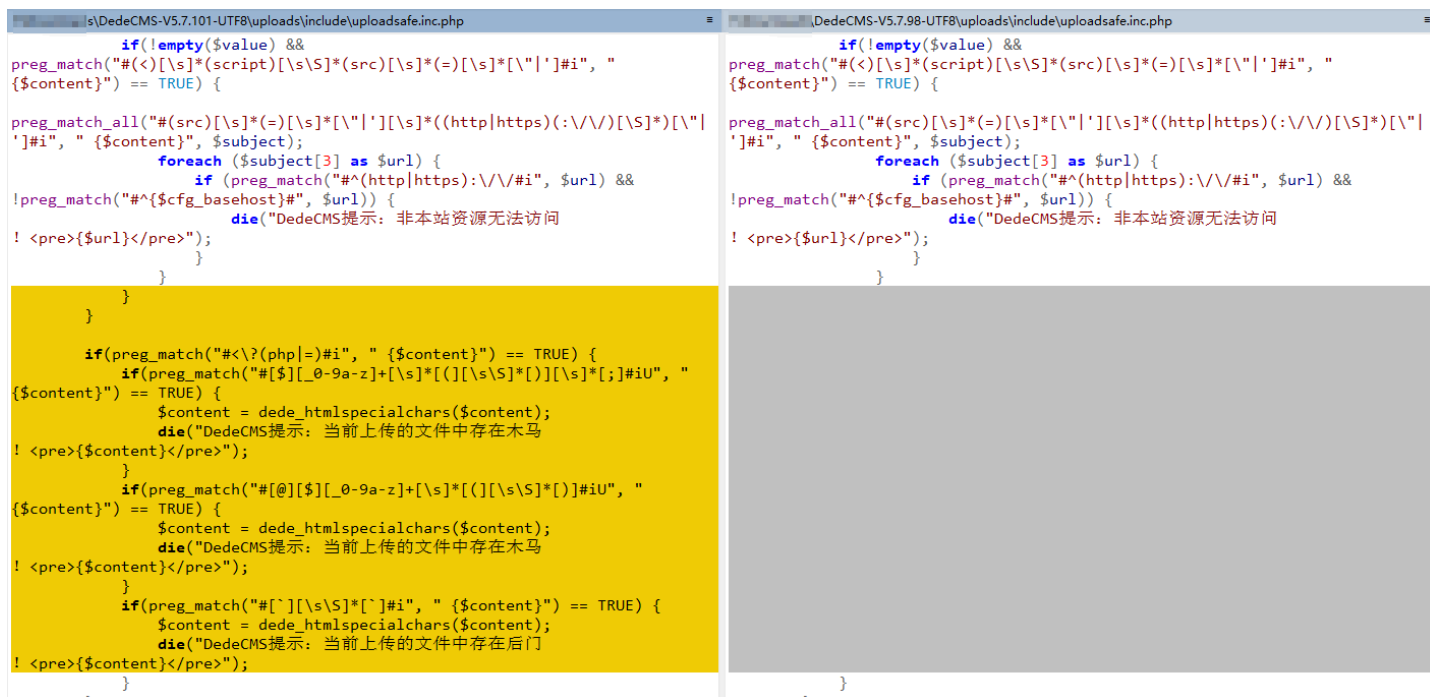 s\DedeCMS-V5.7.101-UTF8\uploads\include\uploadsafe.inc.php
if(!empty($value) &&
preg_match("#(<)[\s]*(script)[\s\S]*(src)[\s]*(=)[\s]*[\"|']#i", "
{$content}") == TRUE) {
preg_match_all("#(src)[\s]*(=)[\s]*[\"|'][\s]*((http|https)(:\/\/)[\S]*)[\"|
']#i", " {$content}", $subject);
foreach ($subject[3] as $url) {
if (preg_match("#^(http|https):\/\/#i", $url) &&
!preg_match("#^{$cfg_basehost}#", $url)) {
die("DedeCMS提示：非本站资源无法访问
！<pre>{$url}</pre>");
}
}
}
}
if(preg_match("#<\?(php|=)#i", " {$content}") == TRUE) {
if(preg_match("#[$][_0-9a-z]+[\s]*[(][\s\S]*[)][\s]*[;]#iU", "
{$content}") == TRUE) {
$content = dede_htmlspecialchars($content);
die("DedeCMS提示：当前上传的文件中存在木马
！<pre>{$content}</pre>");
}
if(preg_match("#[@][$][_0-9a-z]+[\s]*[(][\s\S]*[)]#iU", "
{$content}") == TRUE) {
$content = dede_htmlspecialchars($content);
die("DedeCMS提示：当前上传的文件中存在木马
！<pre>{$content}</pre>");
}
if(preg_match("#[`][\s\S]*[`]#i", " {$content}") == TRUE) {
$content = dede_htmlspecialchars($content);
die("DedeCMS提示：当前上传的文件中存在后门
！<pre>{$content}</pre>");
}
\DedeCMS-V5.7.98-UTF8\uploads\include\uploadsafe.inc.php
if(!empty($value) &&
preg_match("#(<)[\s]*(script)[\s\S]*(src)[\s]*(=)[\s]*[\"|']#i", "
{$content}") == TRUE) {
preg_match_all("#(src)[\s]*(=)[\s]*[\"|'][\s]*((http|https)(:\/\/)[\S]*)[\"|
']#i", " {$content}", $subject);
foreach ($subject[3] as $url) {
if (preg_match("#^(http|https):\/\/#i", $url) &&
!preg_match("#^{$cfg_basehost}#", $url)) {
die("DedeCMS提示：非本站资源无法访问
！<pre>{$url}</pre>");
}
}
}